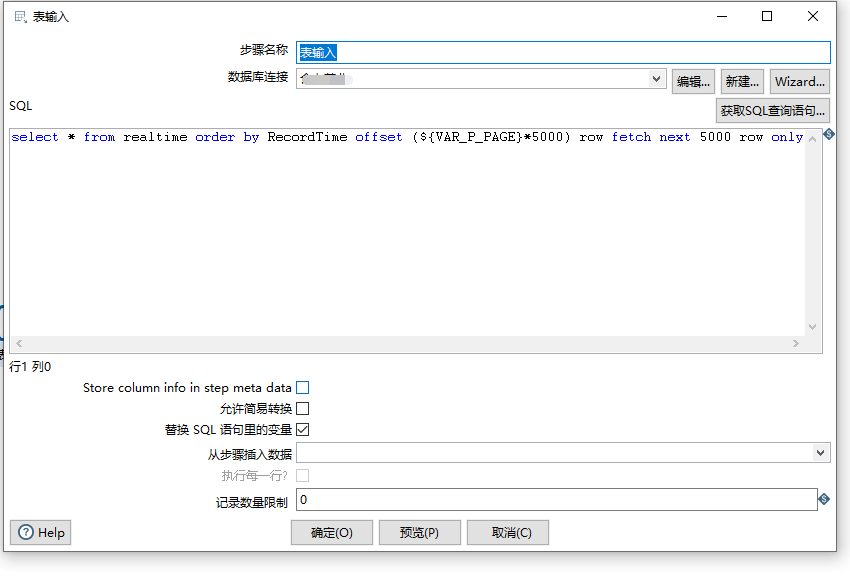 表输入
步骤名称 表输入
数据库连接 编辑... 新建... Wizard...
SQL 获取SQL查询语句...
select * from realtime order by RecordTime offset (${VAR_P_PAGE}*5000) row fetch next 5000 row only
行1 列0
Store column info in step meta data
允许简易转换
替换 SQL 语句里的变量
从步骤插入数据
执行每一行?
记录数量限制 0
Help 确定(O) 预览(P) 取消(C)